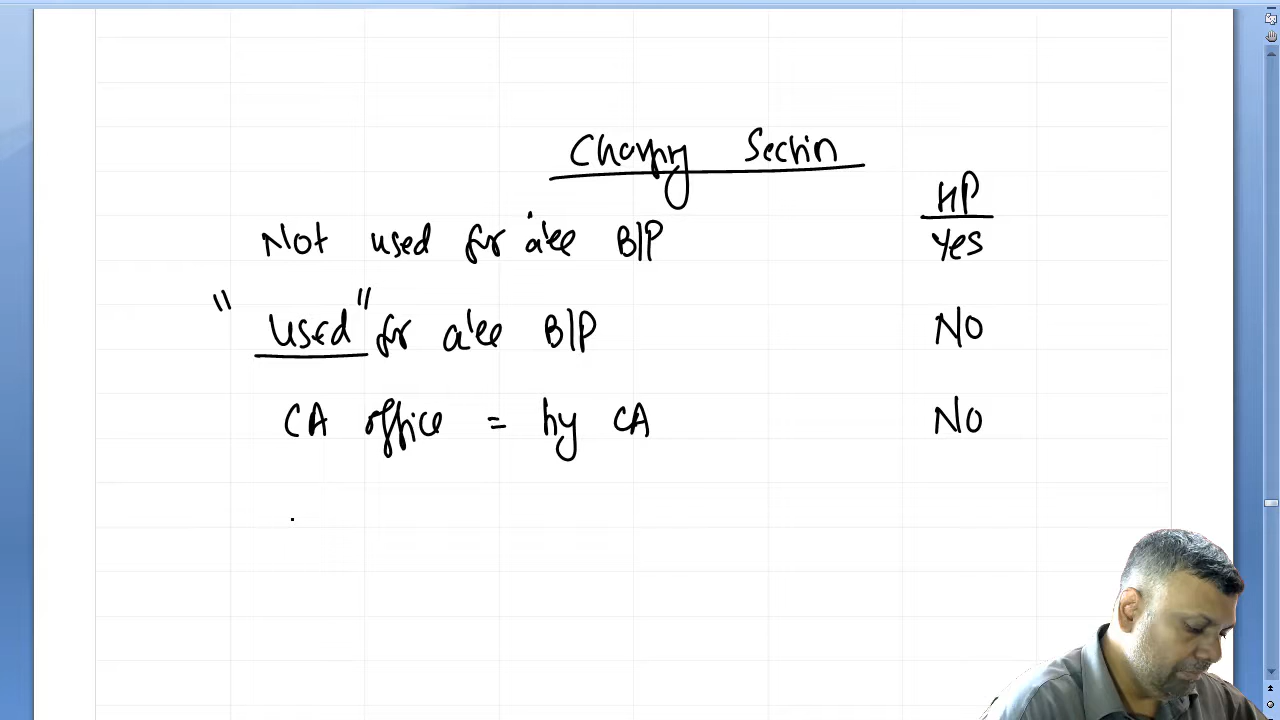 Charging Section
HP
Not used for a'ee B/P Yes
"Used" for a'ee B/P No
CA office = by CA No